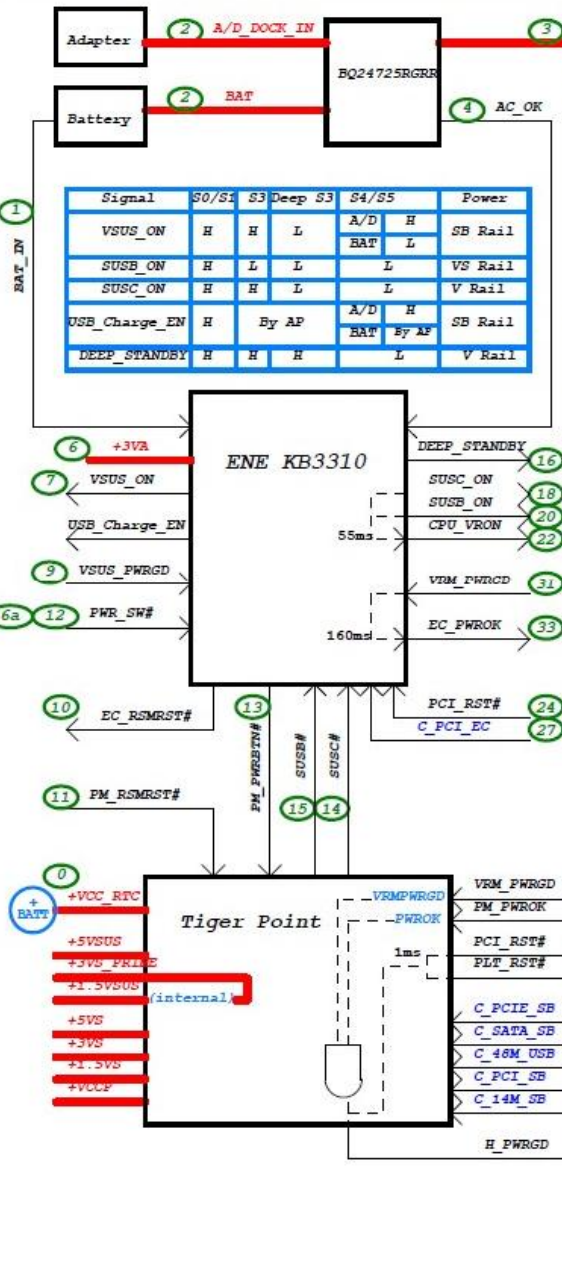 Adapter
2 A/D_DOCK_IN
3
BQ24725RGRR
Battery
2 BAT
4 AC_OK
1
BAT_IN
Signal S0/S1 S3 Deep S3 S4/S5 Power
VSUS_ON H H L A/D H SB Rail
BAT L
SUSB_ON H L L L VS Rail
SUSC_ON H H L L V Rail
USB_Charge_EN H By AP A/D H SB Rail
BAT By AP
DEEP_STANDBY H H H L V Rail
ENE KB3310
6 +3VA
7 VSUS_ON
USB_Charge_EN
9 VSUS_PWRGD
6a 12 PWR_SW#
DEEP_STANDBY 16
SUSC_ON 18
SUSB_ON 20
55ms CPU_VRON 22
VRM_PWRGD 31
160ms EC_PWROK 33
10 EC_RSMRST#
13
PM_PWRBTN#
SUSB#
SUSC#
15 14
PCI_RST# 24
C_PCI_EC 27
11 PM_RSMRST#
0
+ BATT
+VCC_RTC
Tiger Point
+5VSUS
+3VS_PRIME
+1.5VSUS
(internal)
+5VS
+3VS
+1.5VS
+VCCP
VRMPWRGD
PWROK
1ms
VRM_PWRGD
PM_PWROK
PCI_RST#
PLT_RST#
C_PCIE_SB
C_SATA_SB
C_48M_USB
C_PCI_SB
C_14M_SB
H_PWRGD